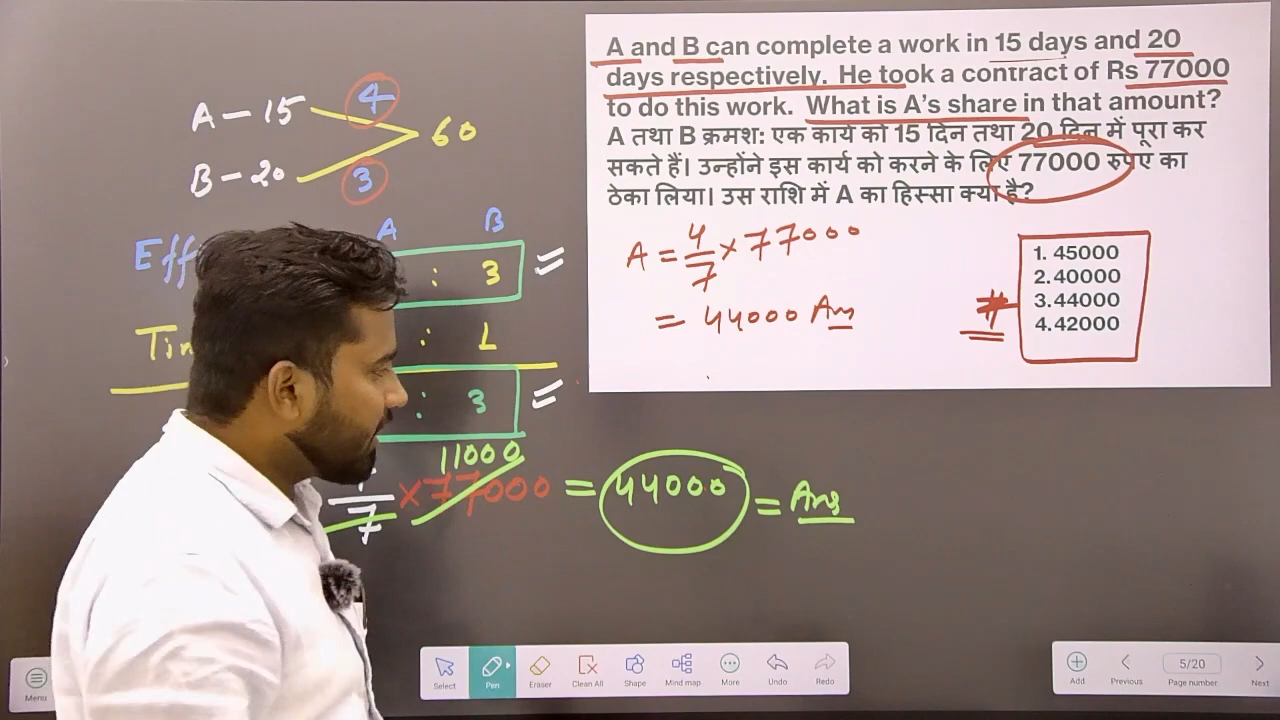 A and B can complete a work in 15 days and 20
days respectively. He took a contract of Rs 77000
to do this work. What is A's share in that amount?
A तथा B क्रमश: एक कार्य को 15 दिन तथा 20 दिन में पूरा कर
सकते हैं। उन्होंने इस कार्य को करने के लिए 77000 रुपए का
ठेका लिया। उस राशि में A का हिस्सा क्या है?
A = 4/7 × 77000
= 44000 Ans
1. 45000
2. 40000
3. 44000
4. 42000
A - 15 4
60
B - 20 3
A B
Eff : 3 =
Tim : 1
: 3 =
11000
7 × 77000 = 44000 = Ans
Menu
Select Pen Eraser Clean All Shape Mind map More Undo Redo
Add Previous 5/20 Page number Next